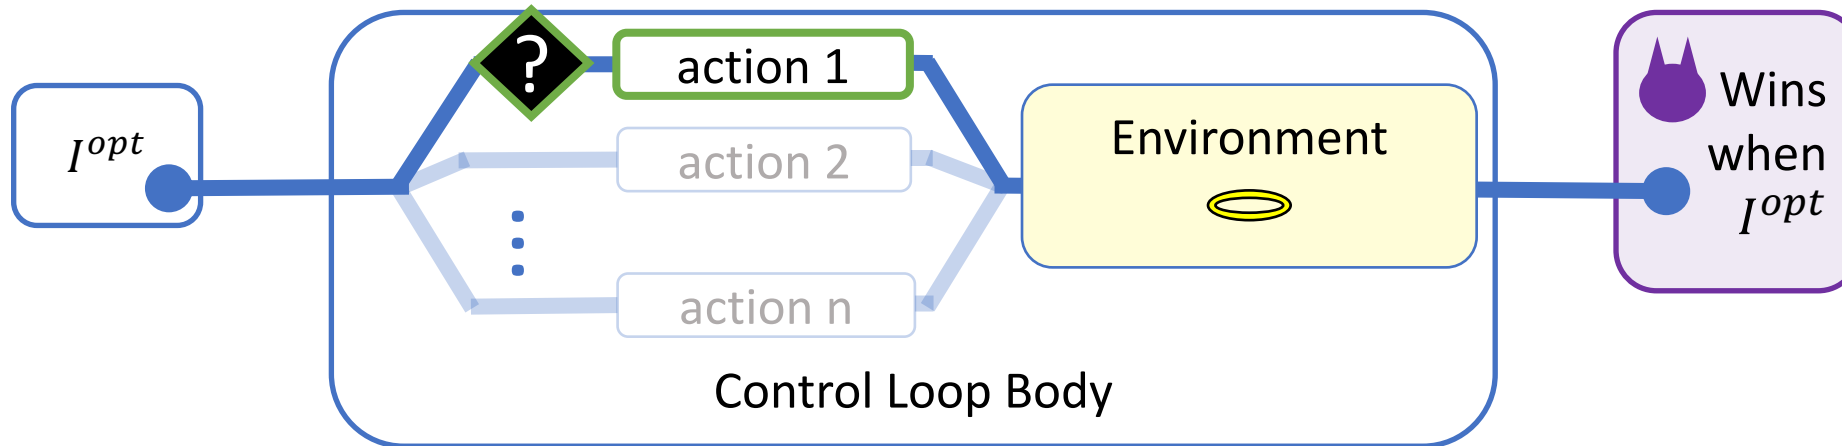 I^{opt}
?
action 1
action 2
action n
Environment
Control Loop Body
Wins
when
I^{opt}